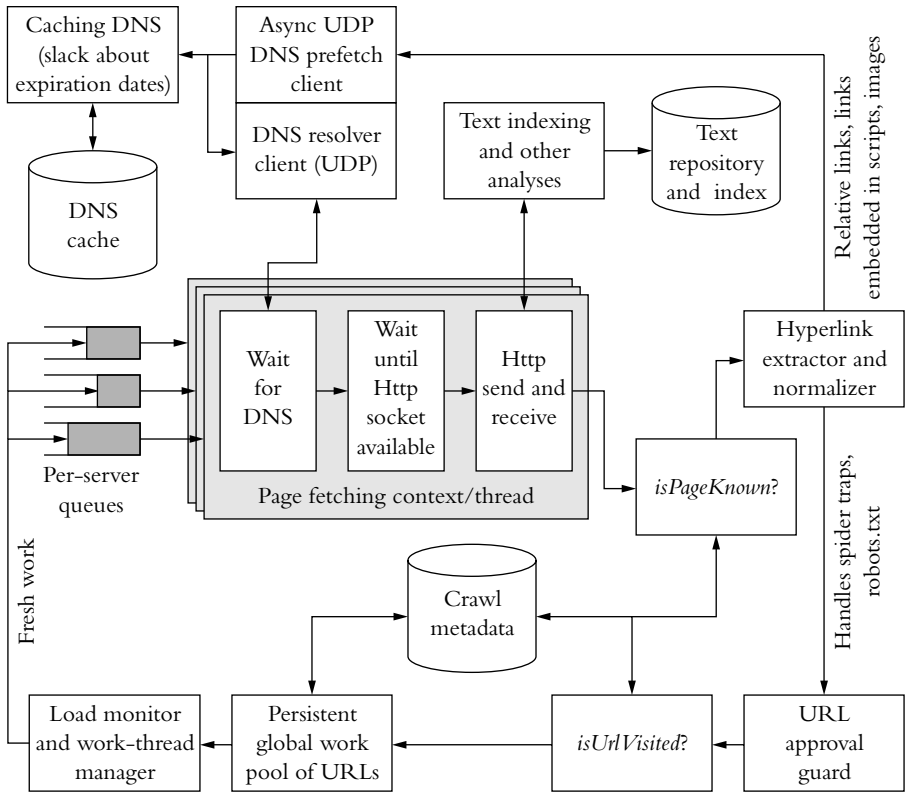 Caching DNS
(slack about
expiration dates)
Async UDP
DNS prefetch
client
DNS resolver
client (UDP)
DNS
cache
Text indexing
and other
analyses
Text
repository
and index
Relative links, links
embedded in scripts, images
Wait
for
DNS
Wait
until
Http
socket
available
Http
send and
receive
Page fetching context/thread
Per-server
queues
Hyperlink
extractor and
normalizer
isPageKnown?
Handles spider traps,
robots.txt
Fresh work
Crawl
metadata
Load monitor
and work-thread
manager
Persistent
global work
pool of URLs
isUrlVisited?
URL
approval
guard